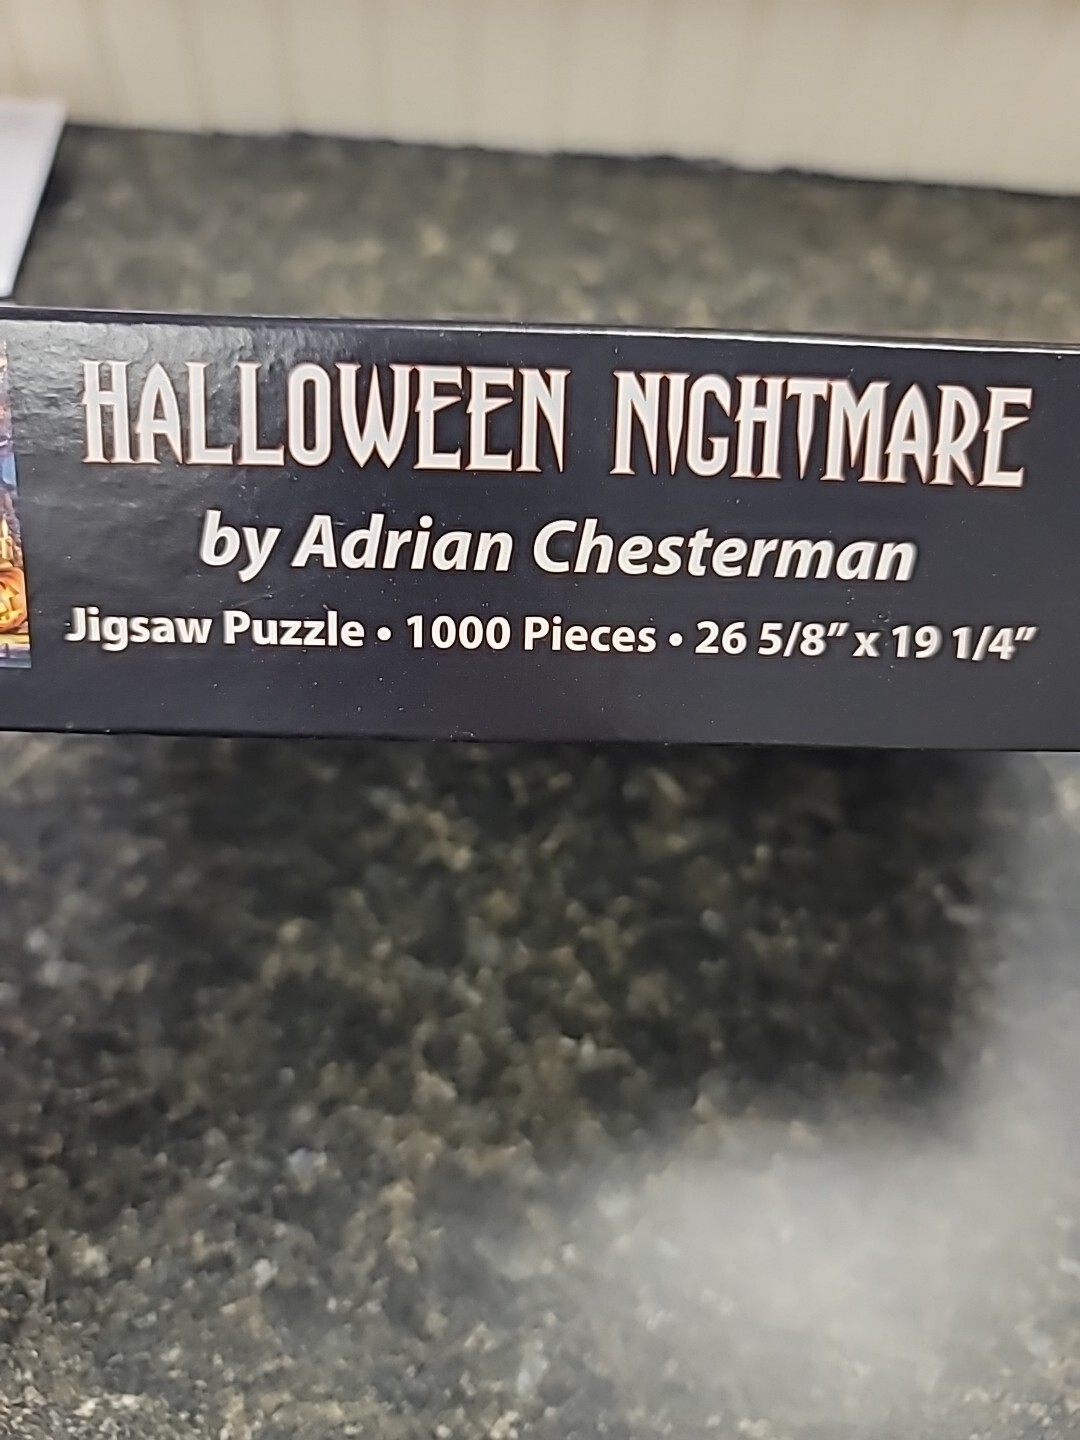 HALLOWEEN NIGHTMARE
by Adrian Chesterman
Jigsaw Puzzle • 1000 Pieces • 26 5/8” x 19 1/4”